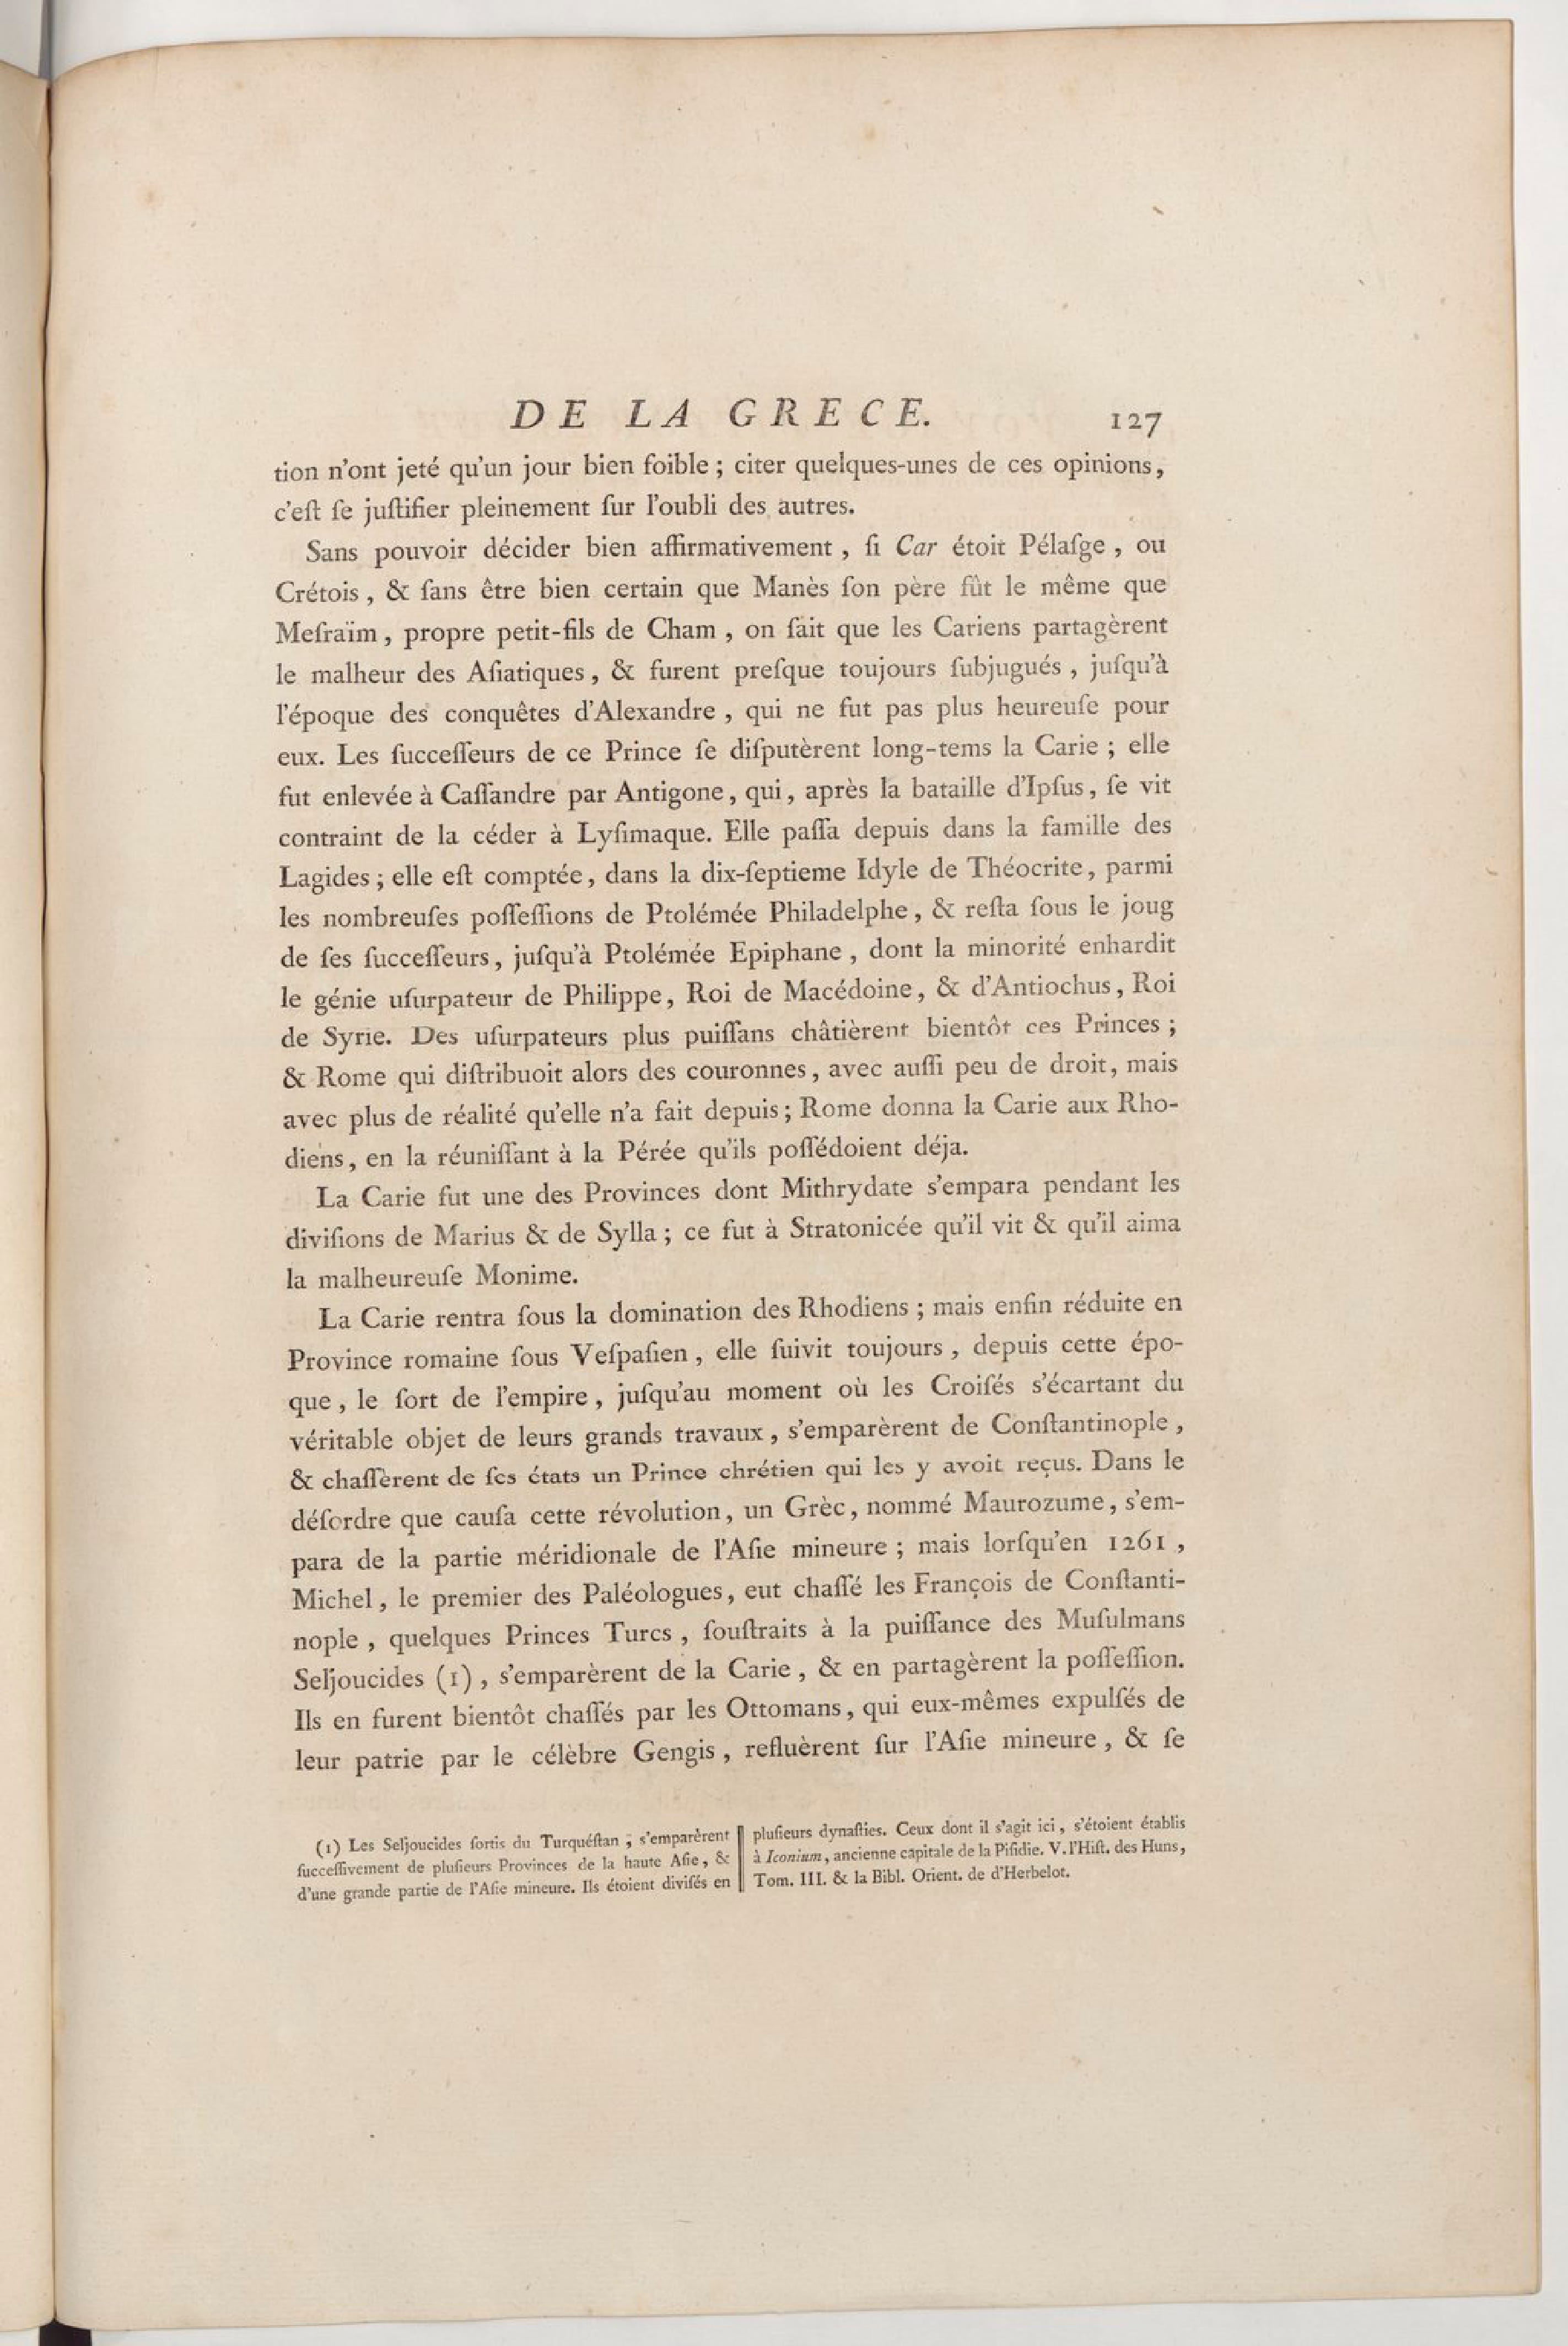 DE LA GRECE.
127
tion n'ont jeté qu'un jour bien foible ; citer quelques-unes de ces opinions,
c'eſt ſe juſtifier pleinement ſur l'oubli des autres.
Sans pouvoir décider bien affirmativement , ſi Car étoit Pélaſge , ou
Crétois , & ſans être bien certain que Manès ſon père fût le même que
Meſraïm , propre petit-fils de Cham , on ſait que les Cariens partagèrent
le malheur des Aſiatiques , & furent preſque toujours ſubjugués , juſqu'à
l'époque des conquêtes d'Alexandre , qui ne fut pas plus heureuſe pour
eux. Les ſucceſſeurs de ce Prince ſe diſputèrent long-tems la Carie ; elle
fut enlevée à Caſſandre par Antigone, qui, après la bataille d'Ipſus, ſe vit
contraint de la céder à Lyſimaque. Elle paſſa depuis dans la famille des
Lagides ; elle eſt comptée, dans la dix-ſeptieme Idyle de Théocrite, parmi
les nombreuſes poſſeſſions de Ptolémée Philadelphe, & reſta ſous le joug
de ſes ſucceſſeurs, juſqu'à Ptolémée Epiphane , dont la minorité enhardit
le génie uſurpateur de Philippe, Roi de Macédoine, & d'Antiochus, Roi
de Syrie. Des uſurpateurs plus puiſſans châtièrent bientôt ces Princes ;
& Rome qui diſtribuoit alors des couronnes, avec auſſi peu de droit, mais
avec plus de réalité qu'elle n'a fait depuis ; Rome donna la Carie aux Rho-
diens, en la réuniſſant à la Pérée qu'ils poſſédoient déja.
La Carie fut une des Provinces dont Mithrydate s'empara pendant les
diviſions de Marius & de Sylla ; ce fut à Stratonicée qu'il vit & qu'il aima
la malheureuſe Monime.
La Carie rentra ſous la domination des Rhodiens ; mais enfin réduite en
Province romaine ſous Veſpaſien , elle ſuivit toujours , depuis cette épo-
que , le ſort de l'empire , juſqu'au moment où les Croiſés s'écartant du
véritable objet de leurs grands travaux , s'emparèrent de Conſtantinople ,
& chaſſèrent de ſes états un Prince chrétien qui les y avoit reçus. Dans le
déſordre que cauſa cette révolution, un Grèc, nommé Maurozume, s'em-
para de la partie méridionale de l'Aſie mineure ; mais lorſqu'en 1261 ,
Michel , le premier des Paléologues, eut chaſſé les François de Conſtanti-
nople , quelques Princes Turcs , ſouſtraits à la puiſſance des Muſulmans
Seljoucides (1) , s'emparèrent de la Carie , & en partagèrent la poſſeſſion.
Ils en furent bientôt chaſſés par les Ottomans, qui eux-mêmes expulſés de
leur patrie par le célèbre Gengis , refluèrent ſur l'Aſie mineure , & ſe
(1) Les Seljoucides ſortis du Turquéſtan ; s'emparèrent
ſucceſſivement de pluſieurs Provinces de la haute Aſie, &
d'une grande partie de l'Aſie mineure. Ils étoient diviſés en
pluſieurs dynaſties. Ceux dont il s'agit ici , s'étoient établis
à Iconium, ancienne capitale de la Piſidie. V. l'Hiſt. des Huns,
Tom. III. & la Bibl. Orient. de d'Herbelot.